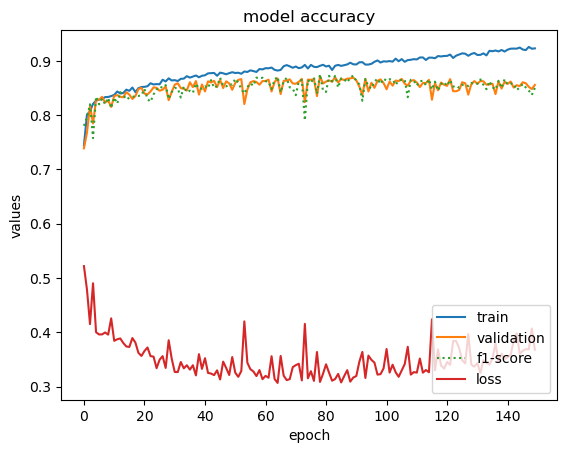 model accuracy
values
0.9
0.8
0.7
0.6
0.5
0.4
0.3
train
validation
f1-score
loss
0 20 40 60 80 100 120 140
epoch